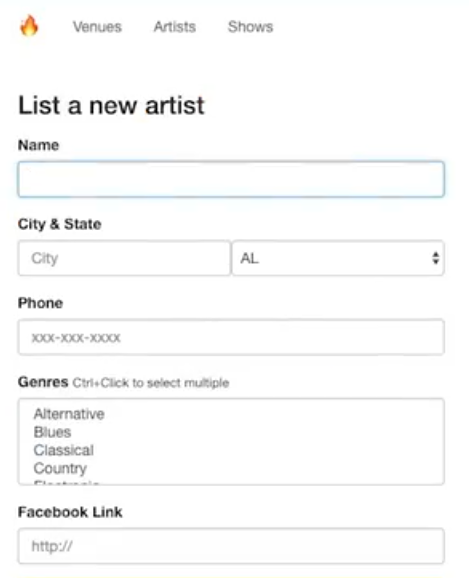 Venues Artists Shows
List a new artist
Name
City & State
City AL
Phone
xxx-xxx-xxxx
Genres Ctrl+Click to select multiple
Alternative
Blues
Classical
Country
Facebook Link
http://